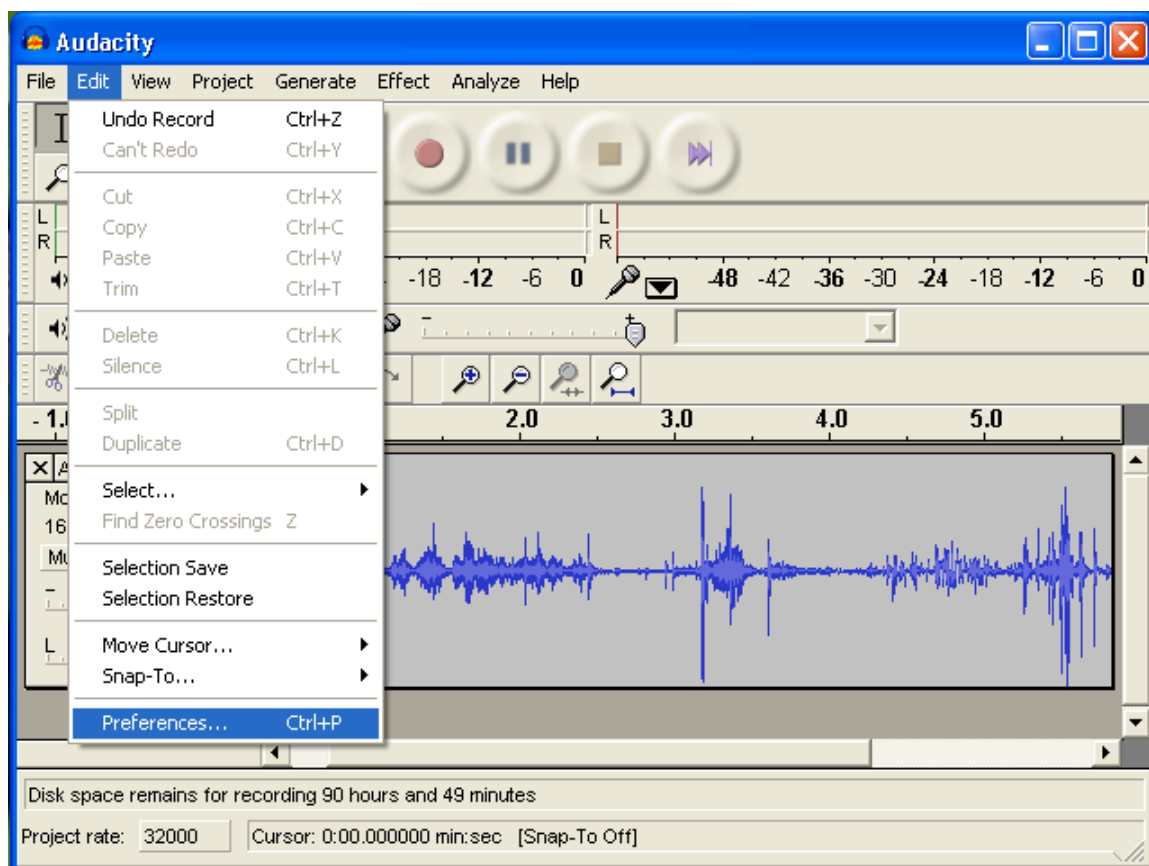 Audacity
File Edit View Project Generate Effect Analyze Help
Undo Record Ctrl+Z
Can't Redo Ctrl+Y
Cut Ctrl+X
Copy Ctrl+C
Paste Ctrl+V
Trim Ctrl+T
Delete Ctrl+K
Silence Ctrl+L
Split
Duplicate Ctrl+D
Select...
Find Zero Crossings Z
Selection Save
Selection Restore
Move Cursor...
Snap-To...
Preferences... Ctrl+P
L
R
L
R
-18 -12 -6 0
-48 -42 -36 -30 -24 -18 -12 -6 0
- +
2.0 3.0 4.0 5.0
16
-
L
Disk space remains for recording 90 hours and 49 minutes
Project rate: 32000 Cursor: 0:00.000000 min:sec [Snap-To Off]